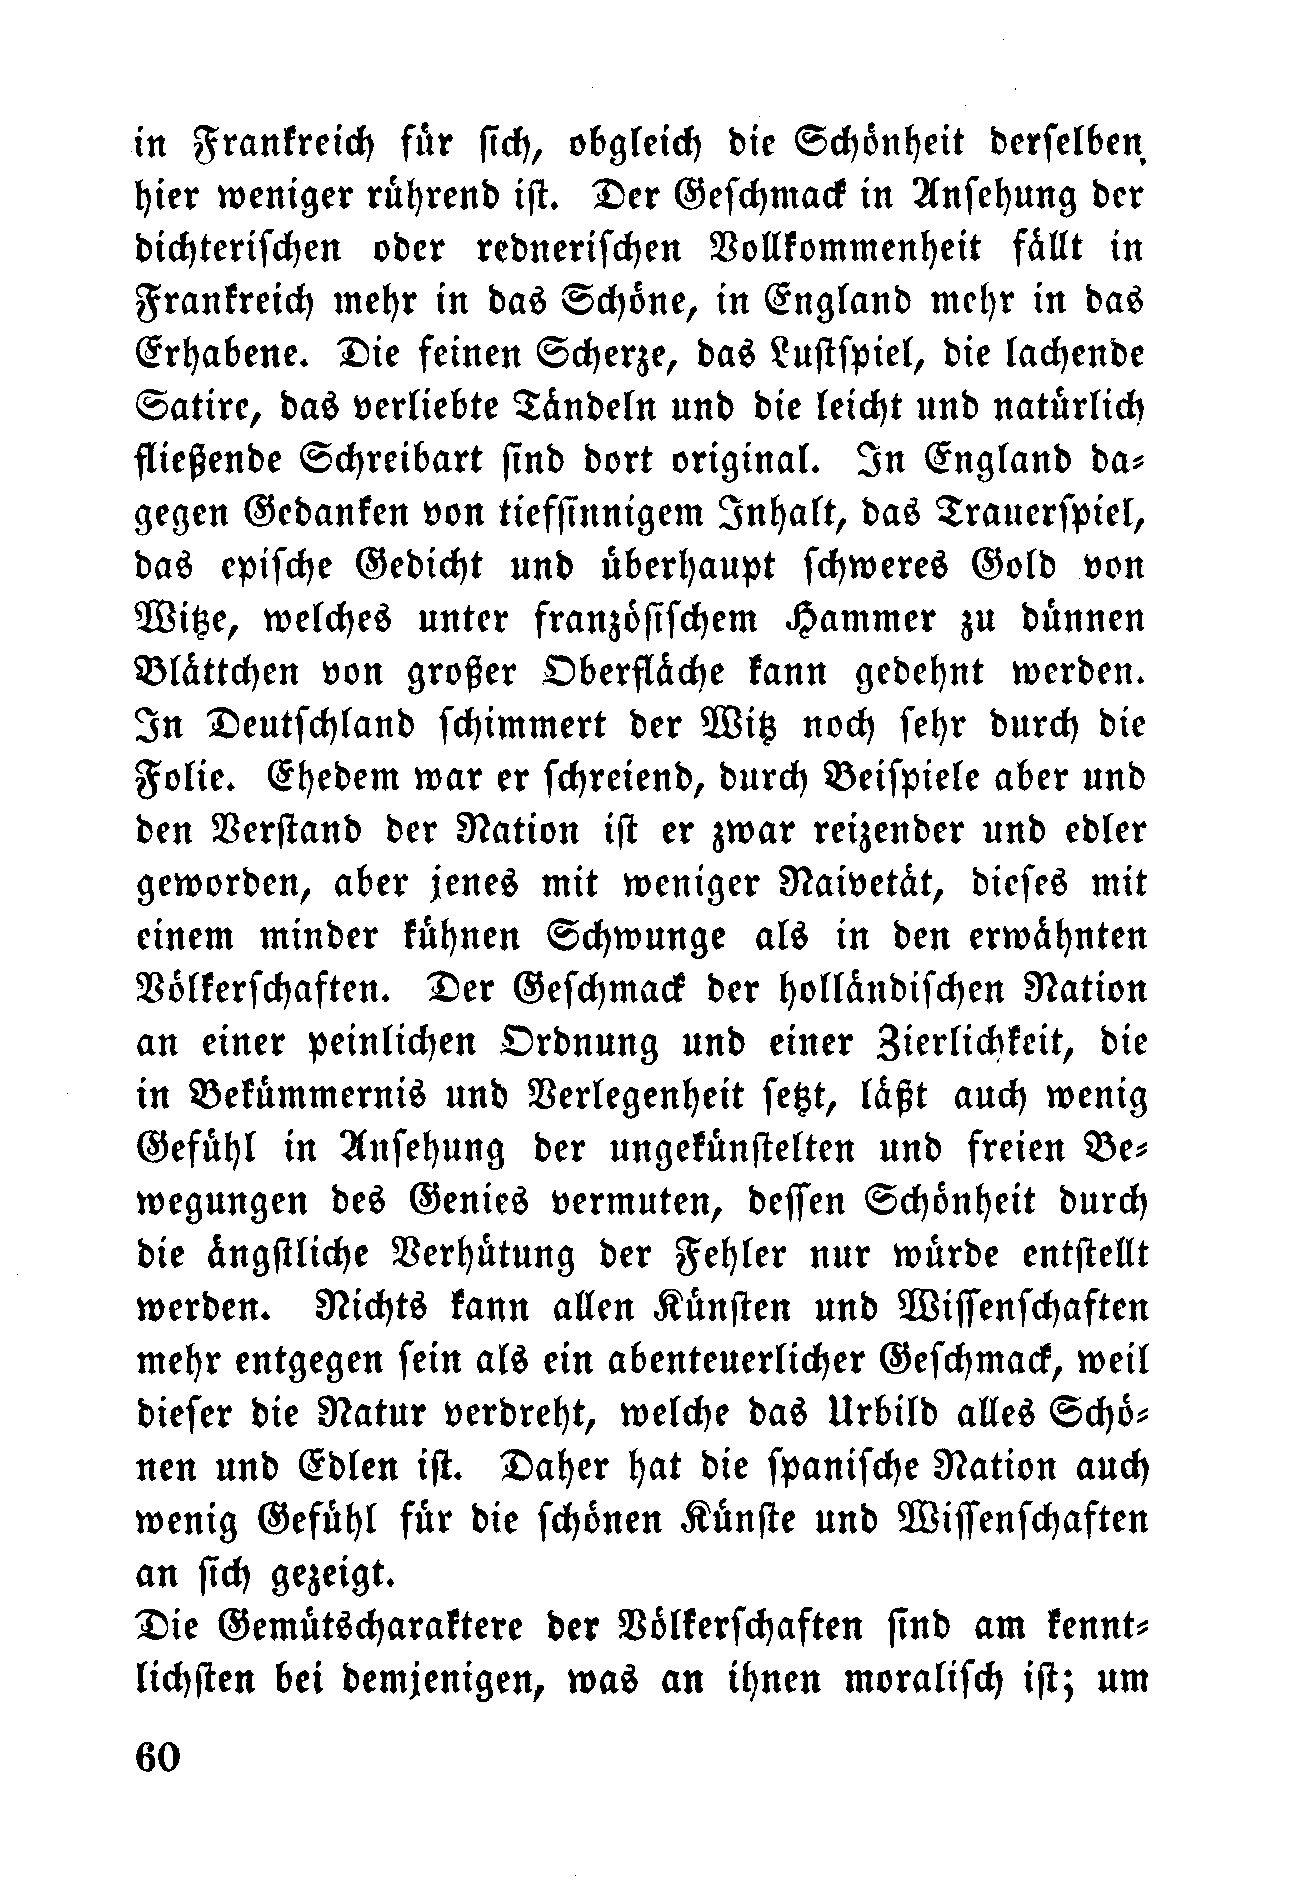 in Frankreich für sich, obgleich die Schönheit derselben
hier weniger rührend ist. Der Geschmack in Ansehung der
dichterischen oder rednerischen Vollkommenheit fällt in
Frankreich mehr in das Schöne, in England mehr in das
Erhabene. Die feinen Scherze, das Lustspiel, die lachende
Satire, das verliebte Tändeln und die leicht und natürlich
fließende Schreibart sind dort original. In England da-
gegen Gedanken von tiefsinnigem Inhalt, das Trauerspiel,
das epische Gedicht und überhaupt schweres Gold von
Witze, welches unter französischem Hammer zu dünnen
Blättchen von großer Oberfläche kann gedehnt werden.
In Deutschland schimmert der Witz noch sehr durch die
Folie. Ehedem war er schreiend, durch Beispiele aber und
den Verstand der Nation ist er zwar reizender und edler
geworden, aber jenes mit weniger Naivetät, dieses mit
einem minder kühnen Schwunge als in den erwähnten
Völkerschaften. Der Geschmack der holländischen Nation
an einer peinlichen Ordnung und einer Zierlichkeit, die
in Bekümmernis und Verlegenheit setzt, läßt auch wenig
Gefühl in Ansehung der ungekünstelten und freien Be-
wegungen des Genies vermuten, dessen Schönheit durch
die ängstliche Verhütung der Fehler nur würde entstellt
werden. Nichts kann allen Künsten und Wissenschaften
mehr entgegen sein als ein abenteuerlicher Geschmack, weil
dieser die Natur verdreht, welche das Urbild alles Schö-
nen und Edlen ist. Daher hat die spanische Nation auch
wenig Gefühl für die schönen Künste und Wissenschaften
an sich gezeigt.
Die Gemütscharaktere der Völkerschaften sind am kennt-
lichsten bei demjenigen, was an ihnen moralisch ist; um
60